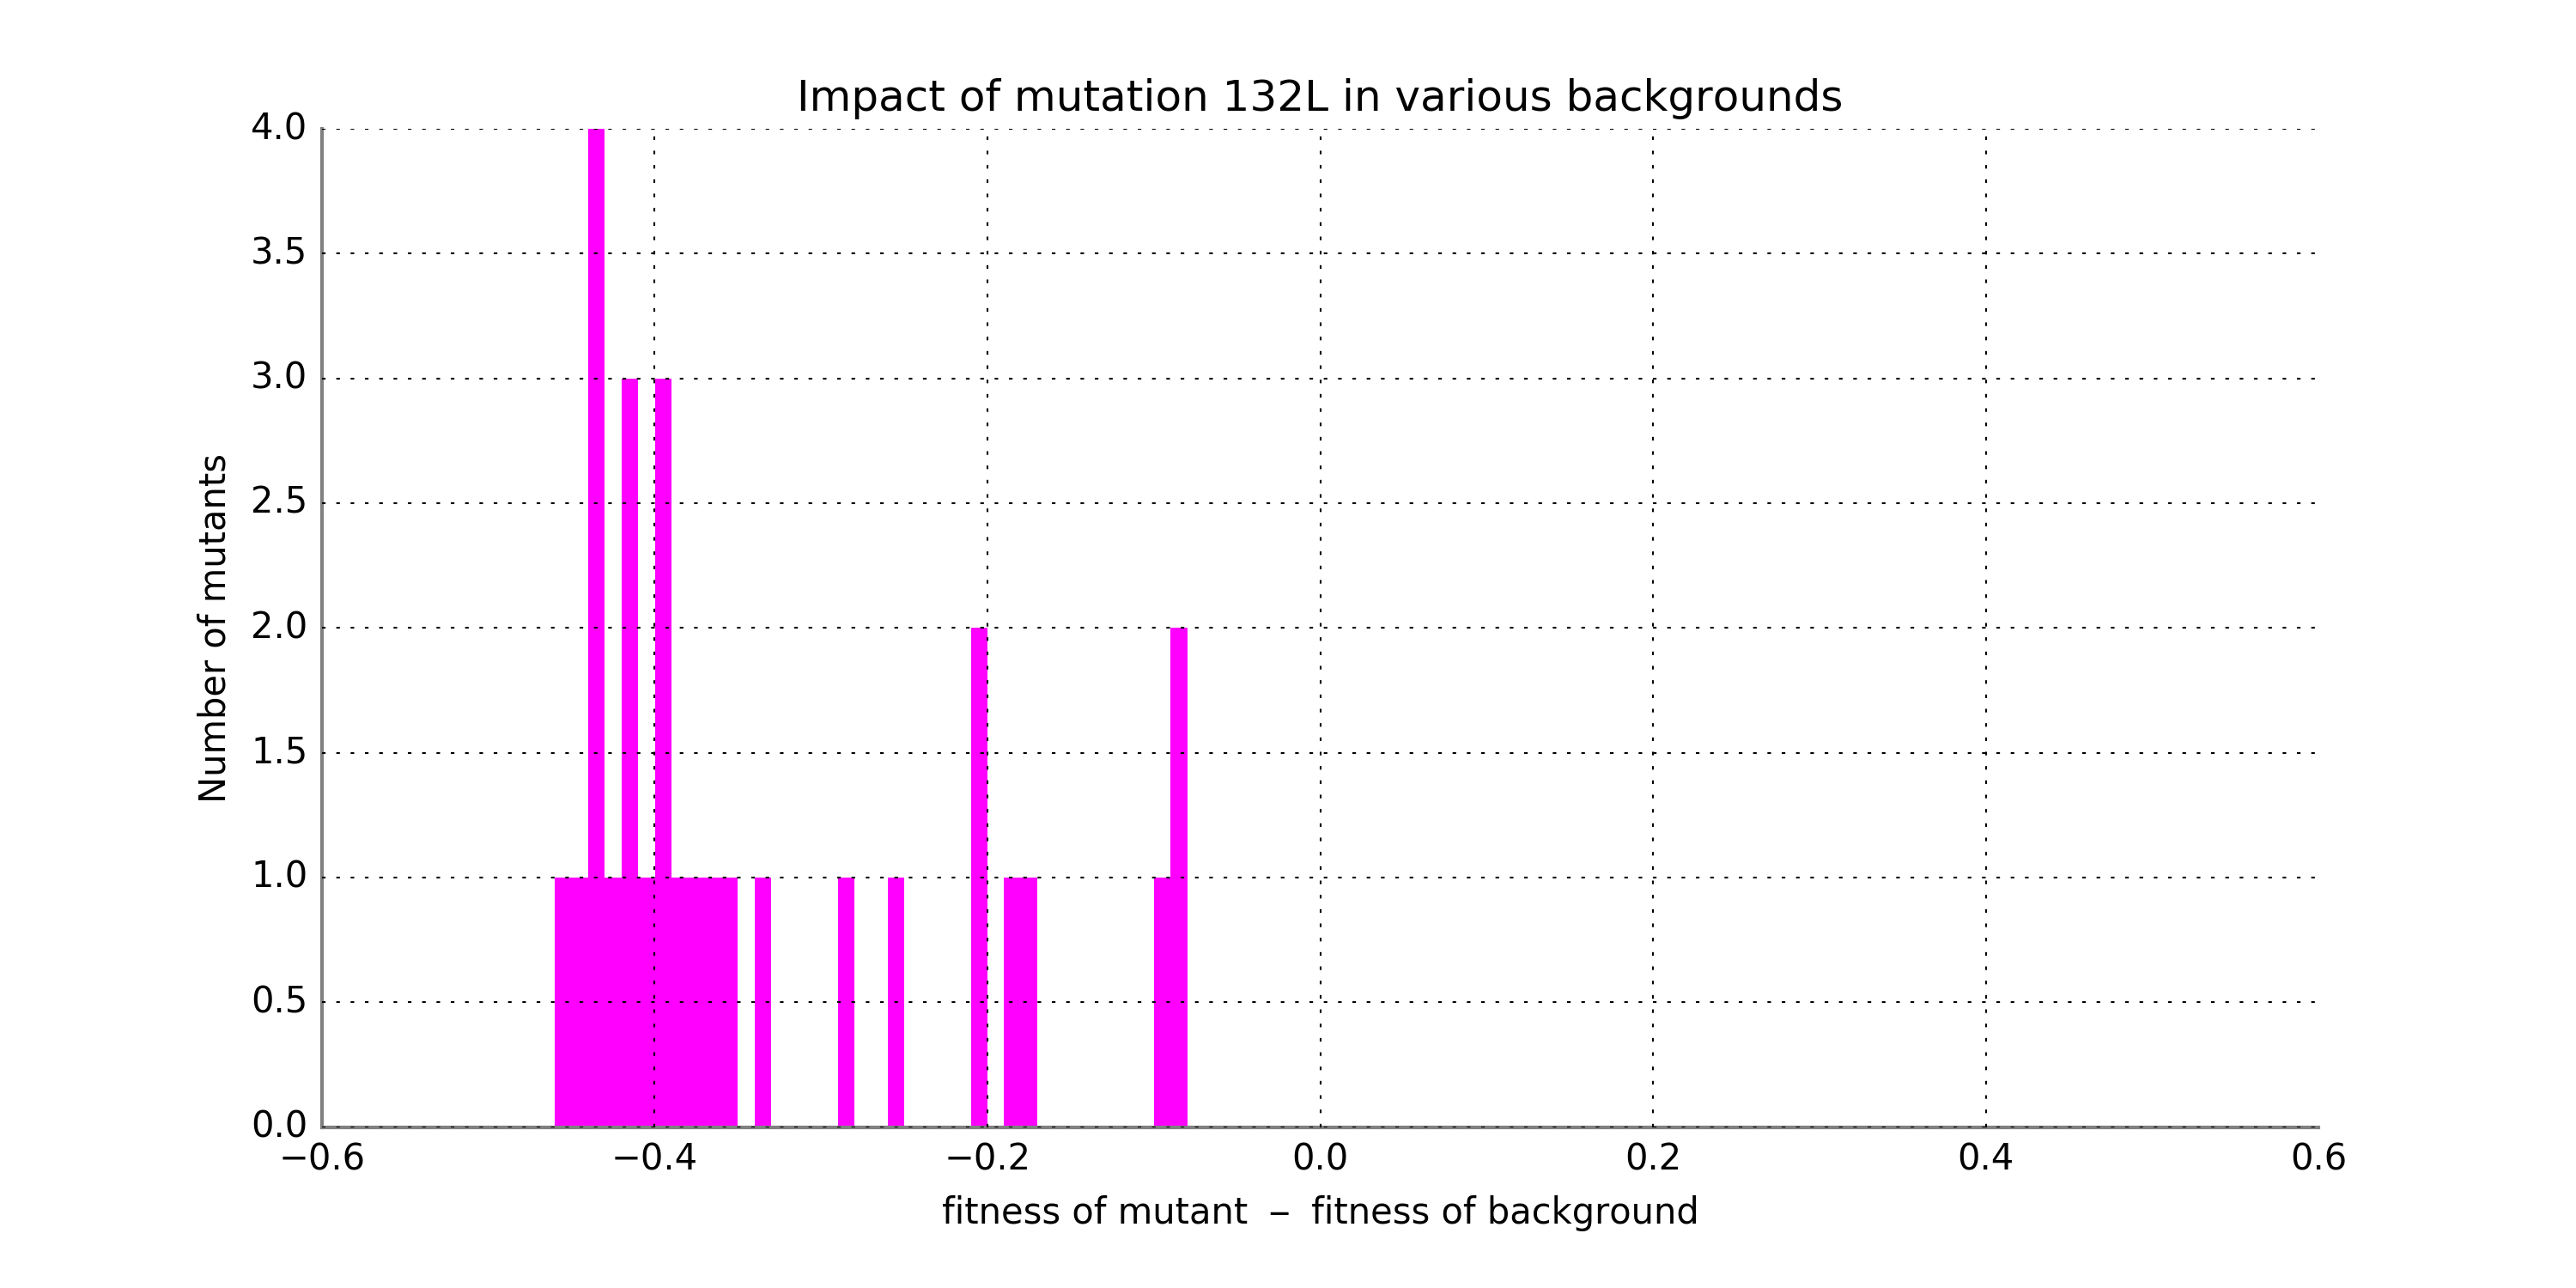 Impact of mutation 132L in various backgrounds
4.0
3.5
3.0
2.5
2.0
1.5
1.0
0.5
0.0
Number of mutants
−0.6 −0.4 −0.2 0.0 0.2 0.4 0.6
fitness of mutant − fitness of background